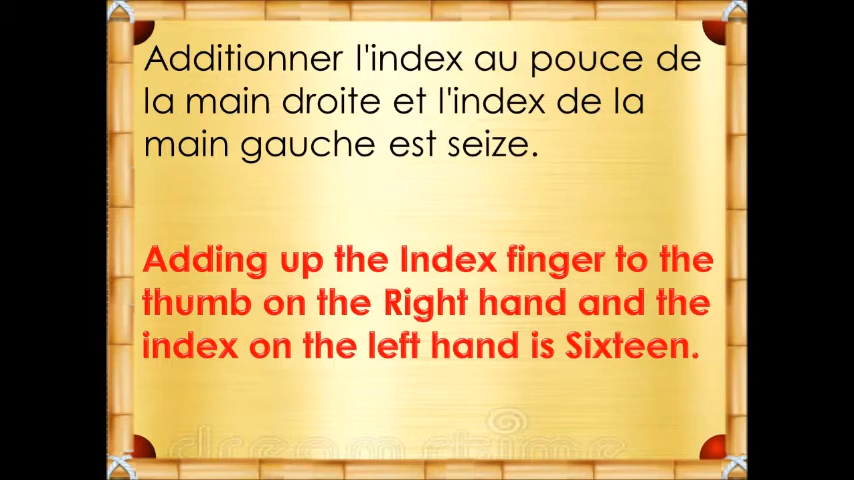 Additionner l'index au pouce de
la main droite et l'index de la
main gauche est seize.
Adding up the Index finger to the
thumb on the Right hand and the
index on the left hand is Sixteen.
dreamstime